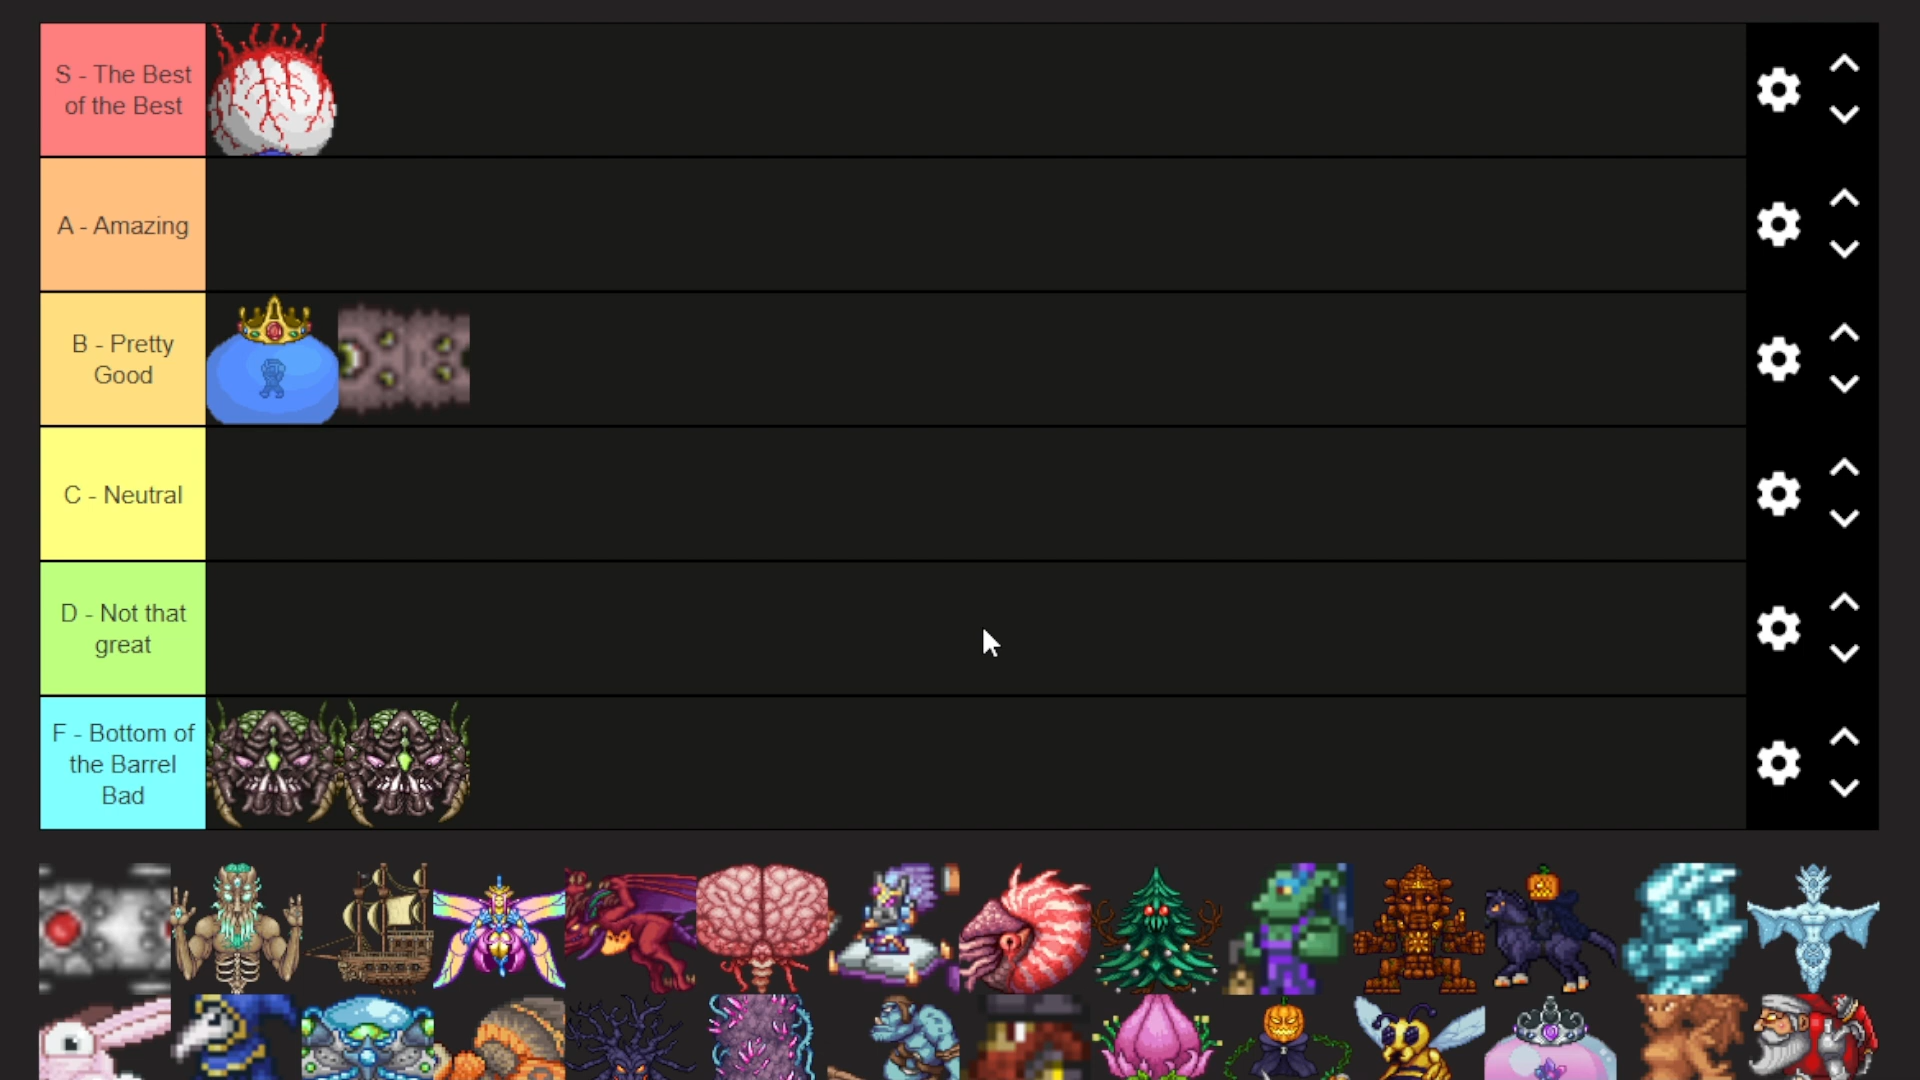 S - The Best
of the Best
A - Amazing
B - Pretty
Good
C - Neutral
D - Not that
great
F - Bottom of
the Barrel
Bad